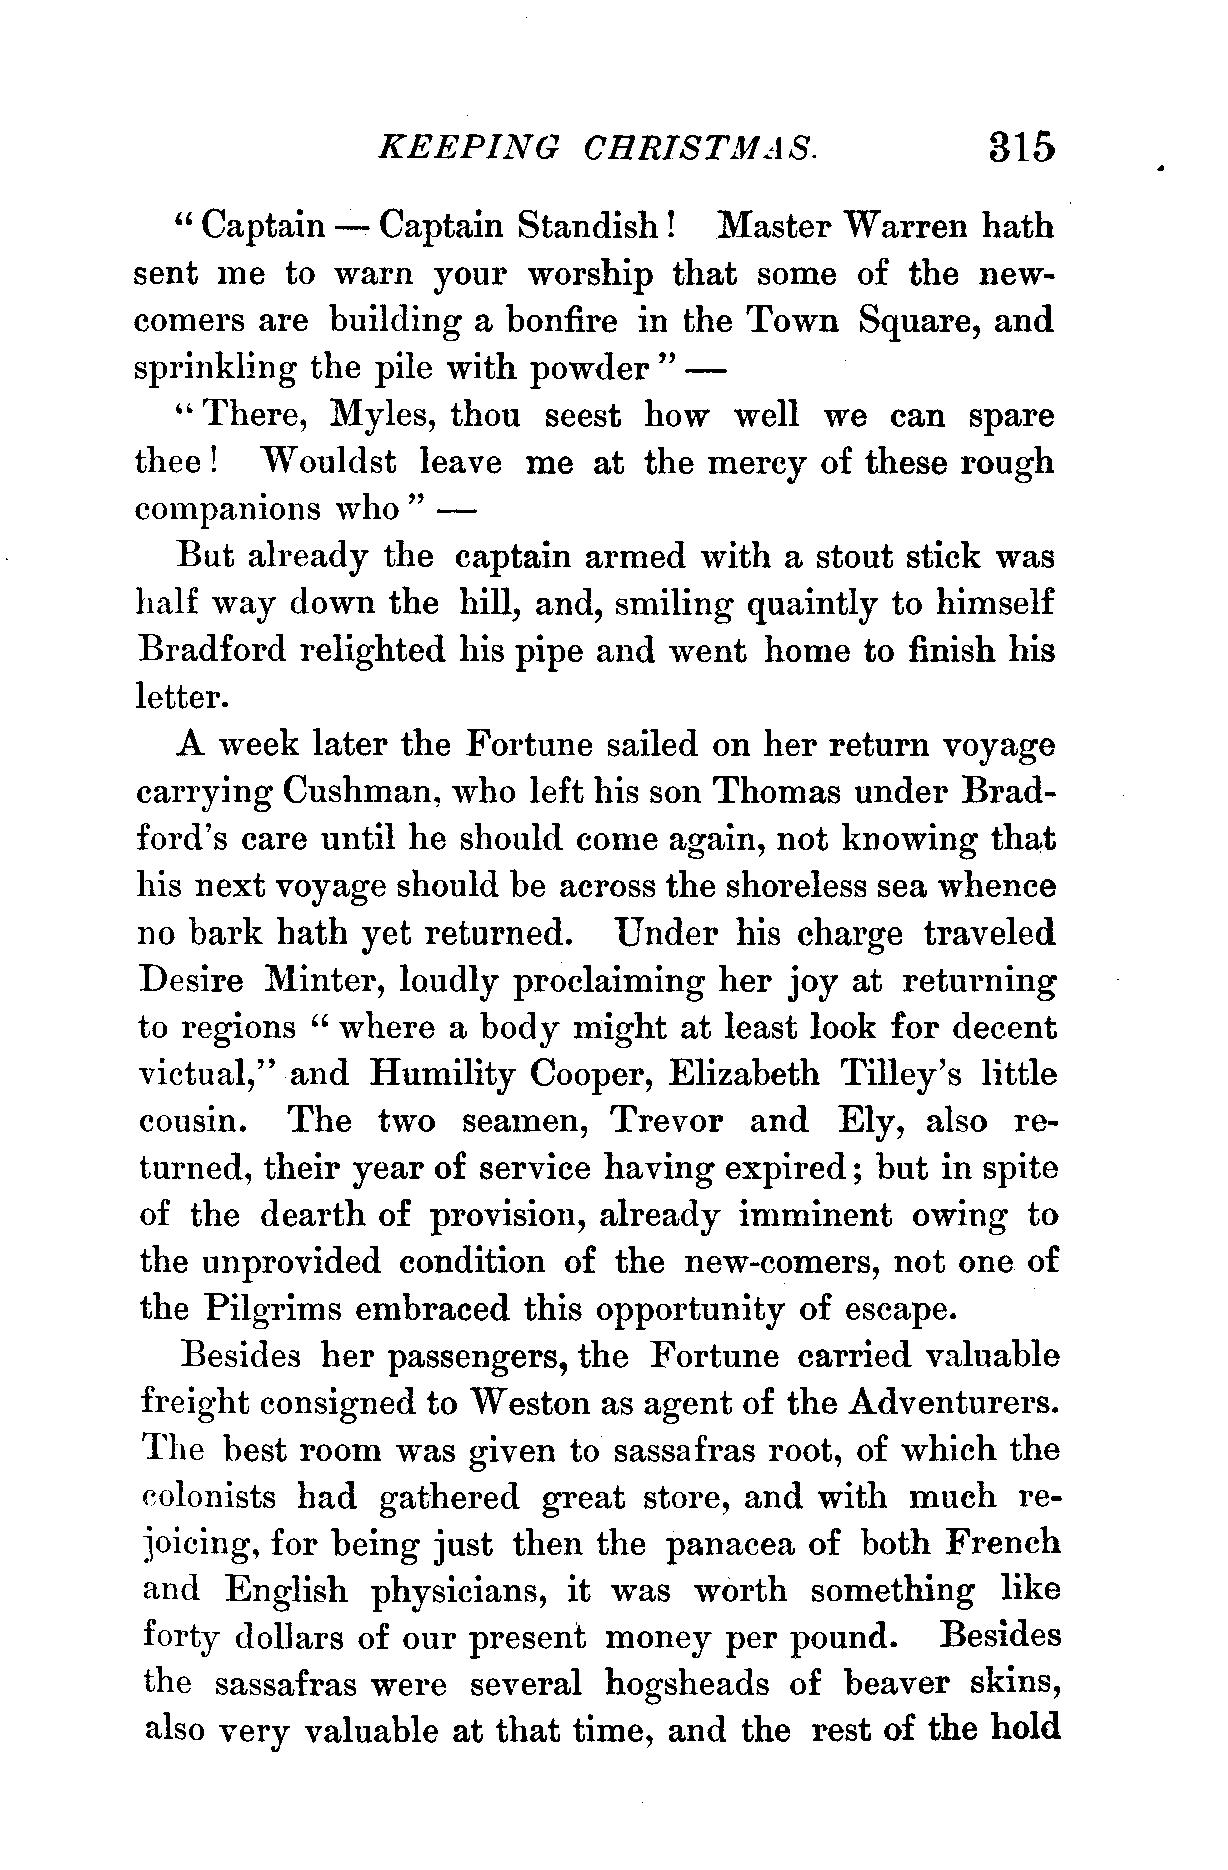 KEEPING CHRISTMAS. 315
“ Captain — Captain Standish ! Master Warren hath
sent me to warn your worship that some of the new-
comers are building a bonfire in the Town Square, and
sprinkling the pile with powder ” —
“ There, Myles, thou seest how well we can spare
thee ! Wouldst leave me at the mercy of these rough
companions who ” —
But already the captain armed with a stout stick was
half way down the hill, and, smiling quaintly to himself
Bradford relighted his pipe and went home to finish his
letter.
A week later the Fortune sailed on her return voyage
carrying Cushman, who left his son Thomas under Brad-
ford’s care until he should come again, not knowing that
his next voyage should be across the shoreless sea whence
no bark hath yet returned. Under his charge traveled
Desire Minter, loudly proclaiming her joy at returning
to regions “ where a body might at least look for decent
victual,” and Humility Cooper, Elizabeth Tilley’s little
cousin. The two seamen, Trevor and Ely, also re-
turned, their year of service having expired ; but in spite
of the dearth of provision, already imminent owing to
the unprovided condition of the new-comers, not one of
the Pilgrims embraced this opportunity of escape.
Besides her passengers, the Fortune carried valuable
freight consigned to Weston as agent of the Adventurers.
The best room was given to sassafras root, of which the
colonists had gathered great store, and with much re-
joicing, for being just then the panacea of both French
and English physicians, it was worth something like
forty dollars of our present money per pound. Besides
the sassafras were several hogsheads of beaver skins,
also very valuable at that time, and the rest of the hold